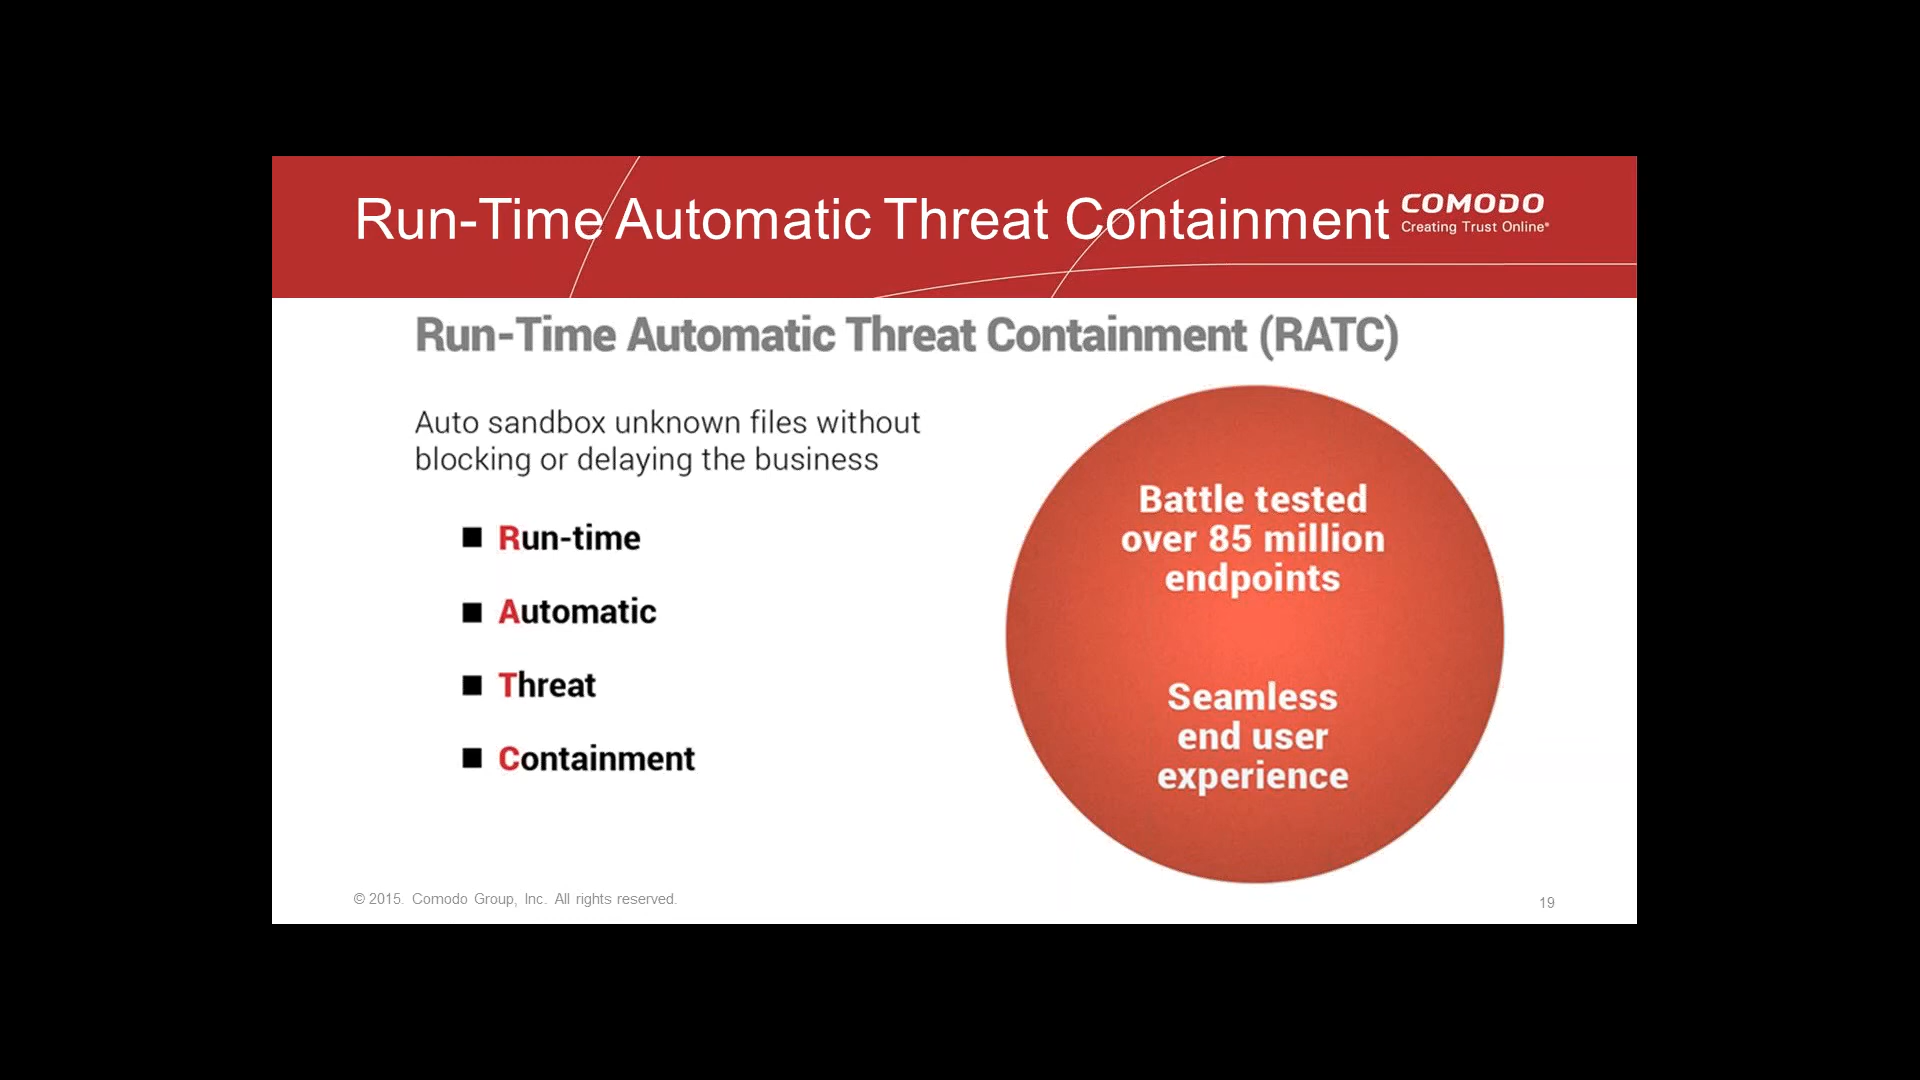 Run-Time Automatic Threat Containment
COMODO
Creating Trust Online®
Run-Time Automatic Threat Containment (RATC)
Auto sandbox unknown files without
blocking or delaying the business
■ Run-time
■ Automatic
■ Threat
■ Containment
Battle tested
over 85 million
endpoints
Seamless
end user
experience
© 2015. Comodo Group, Inc. All rights reserved.
19